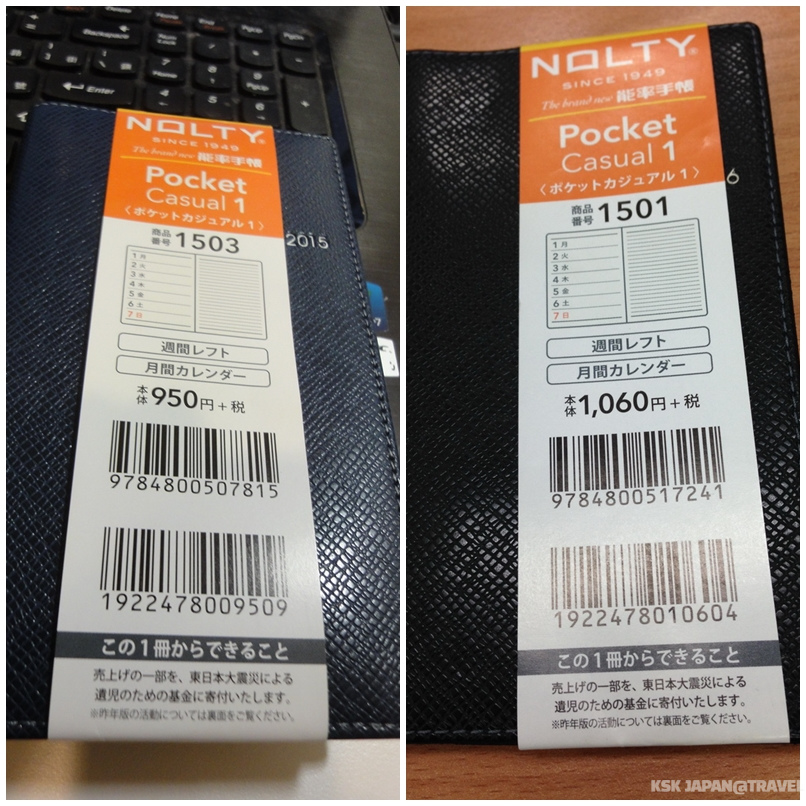 NOLTY®
SINCE 1949
The brand new 能率手帳
Pocket
Casual 1
〈ポケットカジュアル1〉
商品
番号 1503
2015
1 月
2 火
3 水
4 木
5 金
6 土
7 日
週間レフト
月間カレンダー
本体 950円+税
9784800507815
1922478009509
この1冊からできること
売上げの一部を、東日本大震災による
遺児のための基金に寄付いたします。
※昨年版の活動については裏面をご覧ください。
Backspace
Enter
Home
PgUp
NOLTY®
SINCE 1949
The brand new 能率手帳
Pocket
Casual 1
〈ポケットカジュアル1〉
商品
番号 1501
6
1 月
2 火
3 水
4 木
5 金
6 土
7 日
週間レフト
月間カレンダー
本体 1,060円+税
9784800517241
1922478010604
この1冊からできること
売上げの一部を、東日本大震災による
遺児のための基金に寄付いたします。
※昨年版の活動については裏面をご覧ください。
KSK JAPAN@TRAVEL